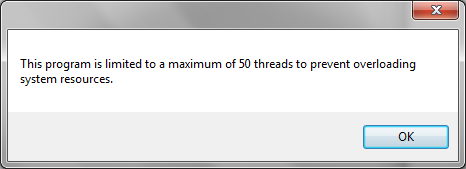 This program is limited to a maximum of 50 threads to prevent overloading
system resources.
OK